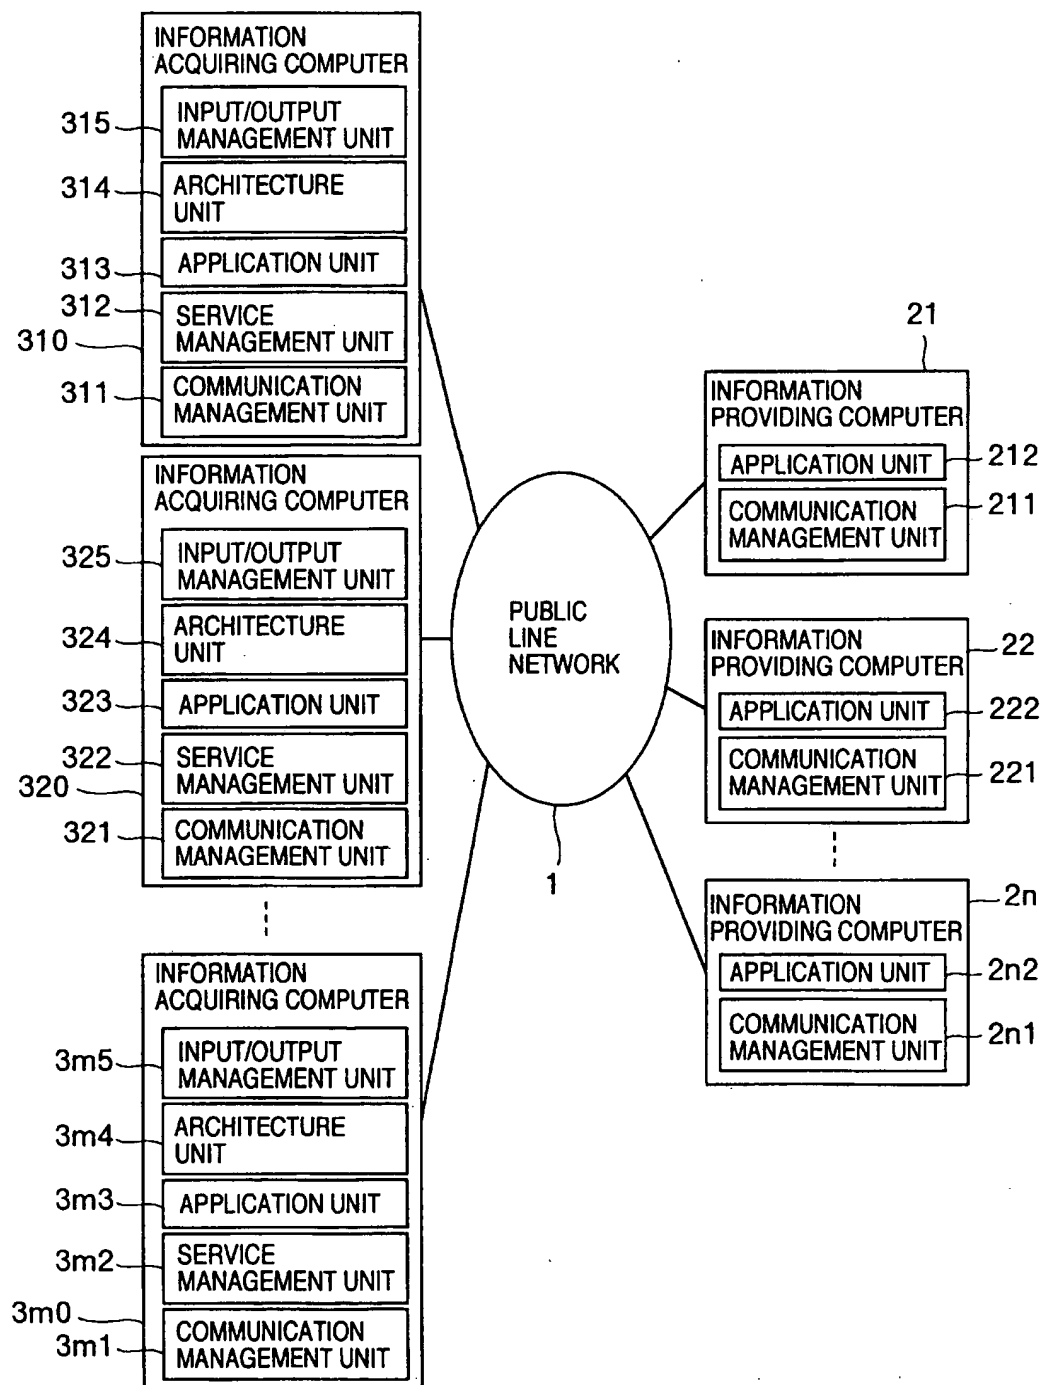 INFORMATION
ACQUIRING COMPUTER
315
INPUT/OUTPUT
MANAGEMENT UNIT
314
ARCHITECTURE
UNIT
313
APPLICATION UNIT
312
SERVICE
MANAGEMENT UNIT
310
311
COMMUNICATION
MANAGEMENT UNIT
INFORMATION
ACQUIRING COMPUTER
325
INPUT/OUTPUT
MANAGEMENT UNIT
324
ARCHITECTURE
UNIT
323
APPLICATION UNIT
322
SERVICE
MANAGEMENT UNIT
320
321
COMMUNICATION
MANAGEMENT UNIT
INFORMATION
ACQUIRING COMPUTER
3m5
INPUT/OUTPUT
MANAGEMENT UNIT
3m4
ARCHITECTURE
UNIT
3m3
APPLICATION UNIT
3m2
SERVICE
MANAGEMENT UNIT
3m0
3m1
COMMUNICATION
MANAGEMENT UNIT
PUBLIC
LINE
NETWORK
1
21
INFORMATION
PROVIDING COMPUTER
APPLICATION UNIT
212
COMMUNICATION
MANAGEMENT UNIT
211
INFORMATION
PROVIDING COMPUTER
22
APPLICATION UNIT
222
COMMUNICATION
MANAGEMENT UNIT
221
INFORMATION
PROVIDING COMPUTER
2n
APPLICATION UNIT
2n2
COMMUNICATION
MANAGEMENT UNIT
2n1